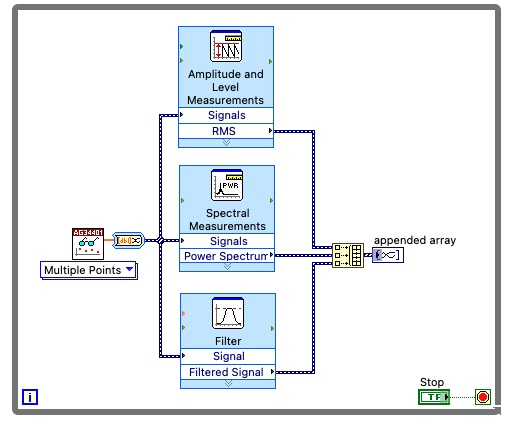 Amplitude and
Level
Measurements
Signals
RMS
PWR
Spectral
Measurements
Signals
Power Spectrum
AG34401
Multiple Points
appended array
Filter
Signal
Filtered Signal
i
Stop
TF